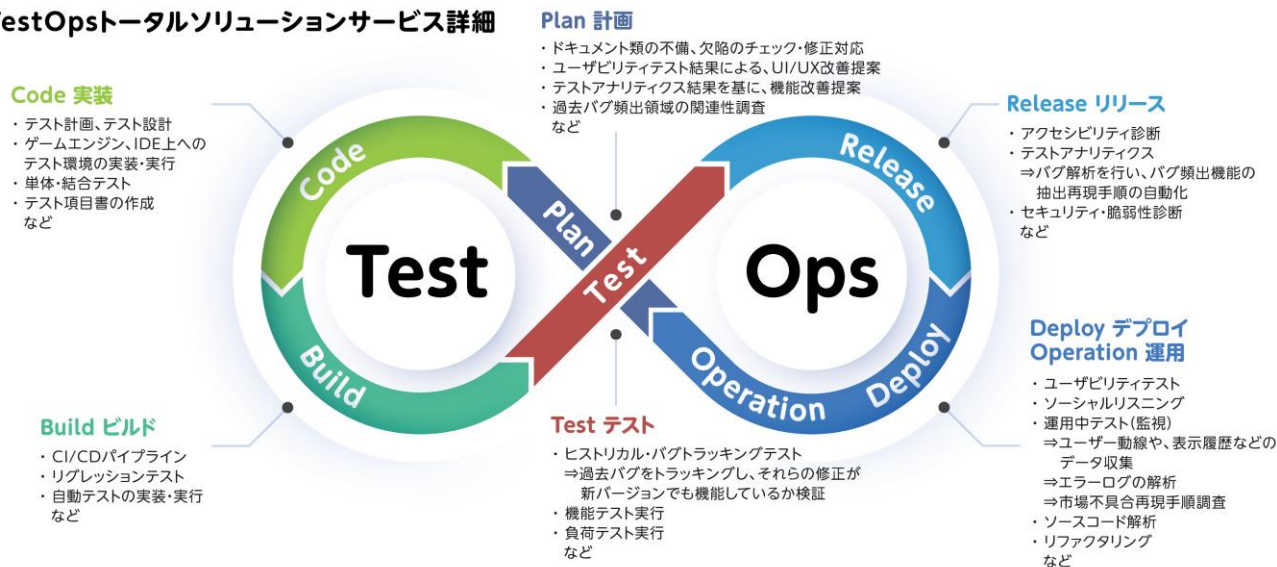 TestOpsトータルソリューションサービス詳細
Plan 計画
・ドキュメント類の不備、欠陥のチェック・修正対応
・ユーザビリティテスト結果による、UI/UX改善提案
・テストアナリティクス結果を基に、機能改善提案
・過去バグ頻出領域の関連性調査
など
Code 実装
・テスト計画、テスト設計
・ゲームエンジン、IDE上への
テスト環境の実装・実行
・単体・結合テスト
・テスト項目書の作成
など
Release リリース
・アクセシビリティ診断
・テストアナリティクス
⇒バグ解析を行い、バグ頻出機能の
抽出再現手順の自動化
・セキュリティ・脆弱性診断
など
Code
Plan
Test
Release
Test
Ops
Build
Operation
Deploy
Build ビルド
・CI/CDパイプライン
・リグレッションテスト
・自動テストの実装・実行
など
Test テスト
・ヒストリカル・バグトラッキングテスト
⇒過去バグをトラッキングし、それらの修正が
新バージョンでも機能しているか検証
・機能テスト実行
・負荷テスト実行
など
Deploy デプロイ
Operation 運用
・ユーザビリティテスト
・ソーシャルリスニング
・運用中テスト(監視)
⇒ユーザー動線や、表示履歴などの
データ収集
⇒エラーログの解析
⇒市場不具合再現手順調査
・ソースコード解析
・リファクタリング
など